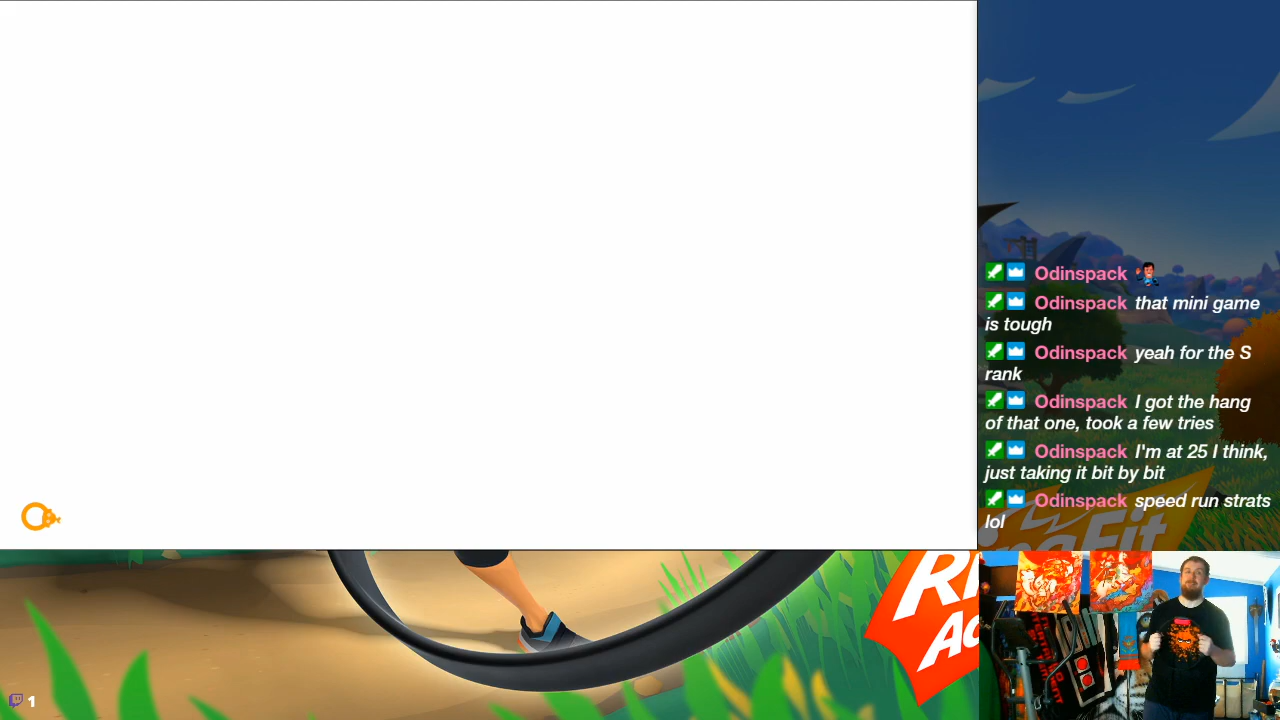 Odinspack
Odinspack that mini game
is tough
Odinspack yeah for the S
rank
Odinspack I got the hang
of that one, took a few tries
Odinspack I'm at 25 I think,
just taking it bit by bit
Odinspack speed run strats
lol
1